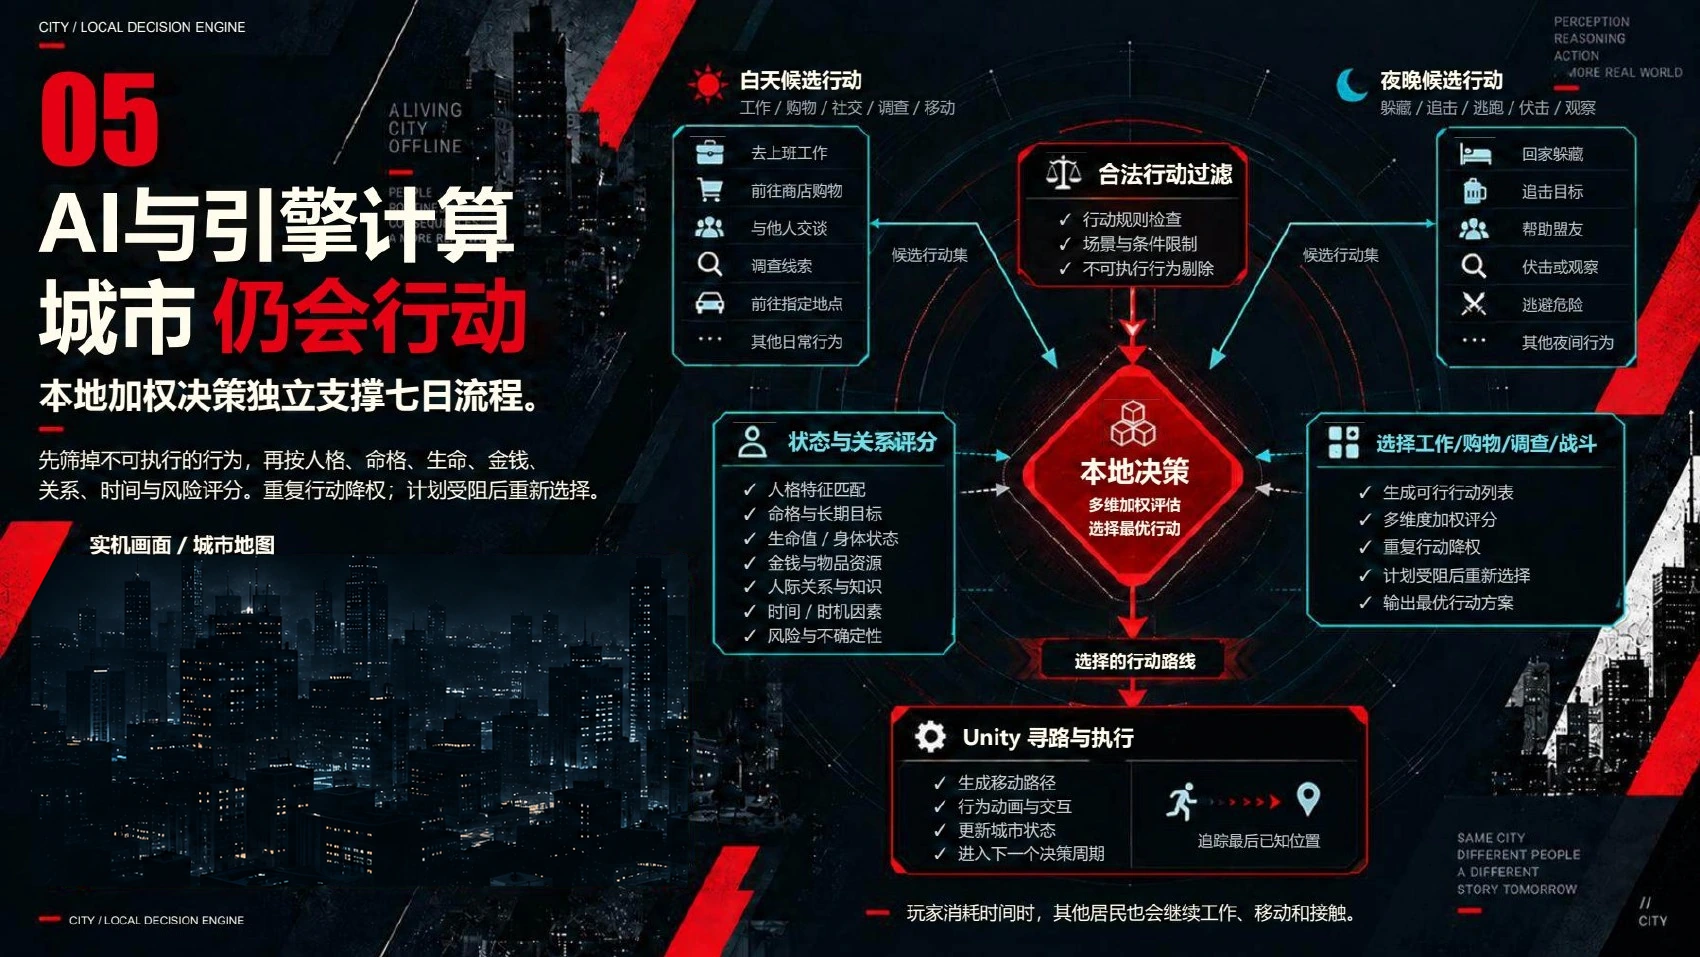 CITY / LOCAL DECISION ENGINE
05
A LIVING
CITY
OFFLINE
AI与引擎计算
城市 仍会行动
本地加权决策独立支撑七日流程。
先筛掉不可执行的行为，再按人格、命格、生命、金钱、
关系、时间与风险评分。重复行动降权；计划受阻后重新选择。
实机画面 / 城市地图
CITY / LOCAL DECISION ENGINE
白天候选行动
工作 / 购物 / 社交 / 调查 / 移动
去上班工作
前往商店购物
与他人交谈
调查线索
前往指定地点
··· 其他日常行为
候选行动集
合法行动过滤
✓ 行动规则检查
✓ 场景与条件限制
✓ 不可执行行为剔除
候选行动集
PERCEPTION
REASONING
ACTION
MORE REAL WORLD
夜晚候选行动
躲藏 / 追击 / 逃跑 / 伏击 / 观察
回家躲藏
追击目标
帮助盟友
伏击或观察
逃避危险
··· 其他夜间行为
状态与关系评分
✓ 人格特征匹配
✓ 命格与长期目标
✓ 生命值 / 身体状态
✓ 金钱与物品资源
✓ 人际关系与知识
✓ 时间 / 时机因素
✓ 风险与不确定性
本地决策
多维加权评估
选择最优行动
选择工作/购物/调查/战斗
✓ 生成可行行动列表
✓ 多维度加权评分
✓ 重复行动降权
✓ 计划受阻后重新选择
✓ 输出最优行动方案
选择的行动路线
Unity 寻路与执行
✓ 生成移动路径
✓ 行为动画与交互
✓ 更新城市状态
✓ 进入下一个决策周期
追踪最后已知位置
玩家消耗时间时，其他居民也会继续工作、移动和接触。
SAME CITY
DIFFERENT PEOPLE
A DIFFERENT
STORY TOMORROW
//
CITY